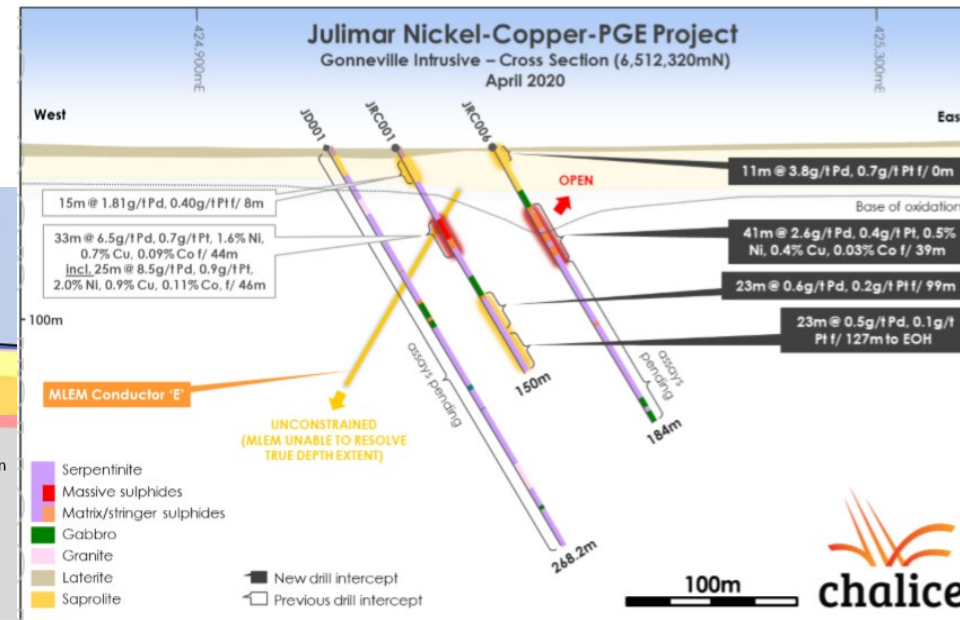 Julimar Nickel-Copper-PGE Project
Gonneville Intrusive – Cross Section (6,512,320mN)
April 2020
424,900mE
425,300mE
West
Eas
JD001
JRC001
JRC006
OPEN
11m @ 3.8g/t Pd, 0.7g/t Pt f/ 0m
15m @ 1.81g/t Pd, 0.40g/t Pt f/ 8m
Base of oxidation
33m @ 6.5g/t Pd, 0.7g/t Pt, 1.6% Ni,
0.7% Cu, 0.09% Co f/ 44m
incl. 25m @ 8.5g/t Pd, 0.9g/t Pt,
2.0% Ni, 0.9% Cu, 0.11% Co, f/ 46m
41m @ 2.6g/t Pd, 0.4g/t Pt, 0.5%
Ni, 0.4% Cu, 0.03% Co f/ 39m
23m @ 0.6g/t Pd, 0.2g/t Pt f/ 99m
23m @ 0.5g/t Pd, 0.1g/t
Pt f/ 127m to EOH
100m
assays pending
assays
pending
150m
184m
268.2m
MLEM Conductor 'E'
UNCONSTRAINED
(MLEM UNABLE TO RESOLVE
TRUE DEPTH EXTENT)
Serpentinite
Massive sulphides
Matrix/stringer sulphides
Gabbro
Granite
Laterite
Saprolite
New drill intercept
Previous drill intercept
100m
chalice